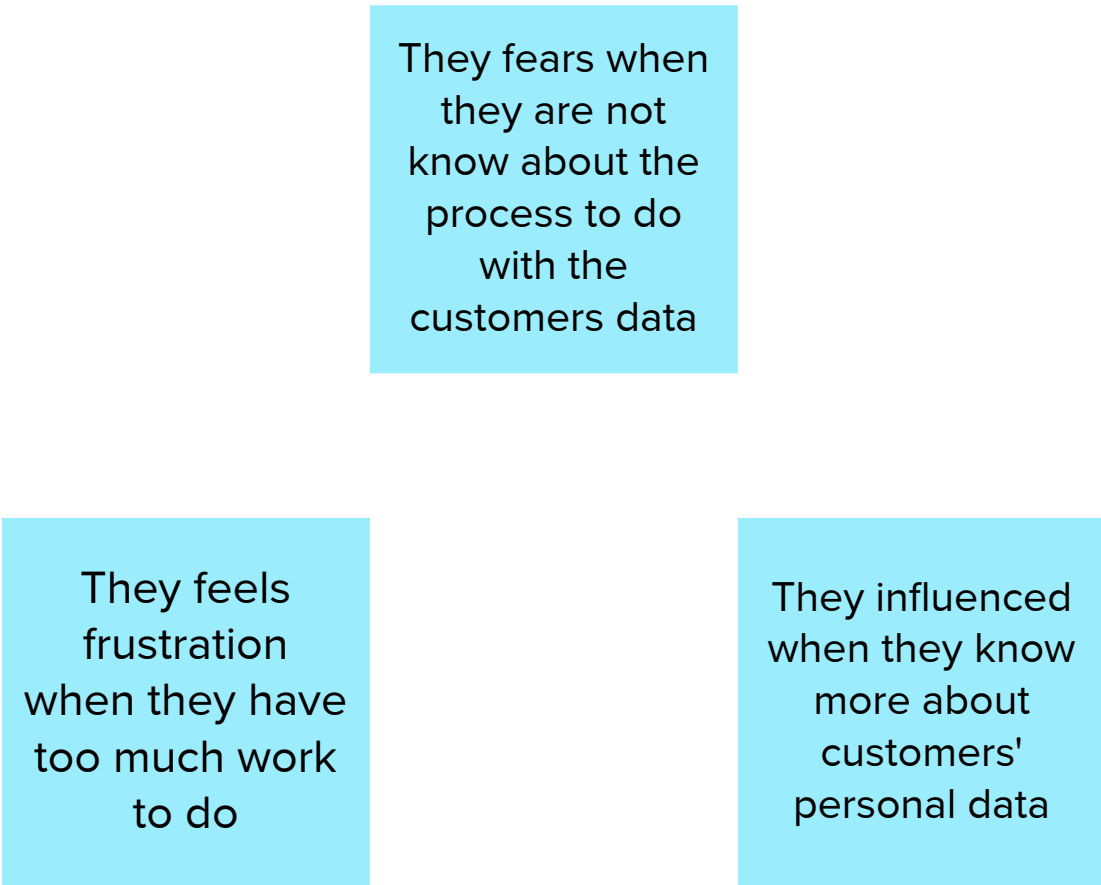 They fears when
they are not
know about the
process to do
with the
customers data
They feels
frustration
when they have
too much work
to do
They influenced
when they know
more about
customers'
personal data